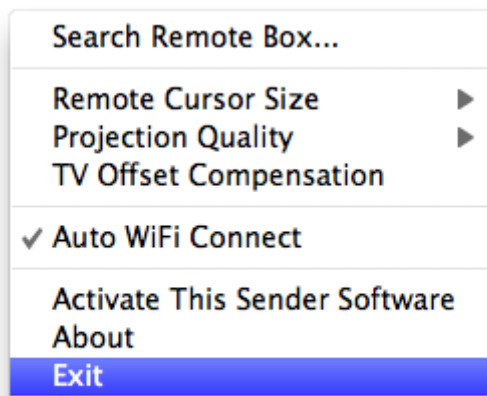 Search Remote Box...
Remote Cursor Size
Projection Quality
TV Offset Compensation
Auto WiFi Connect
Activate This Sender Software
About
Exit